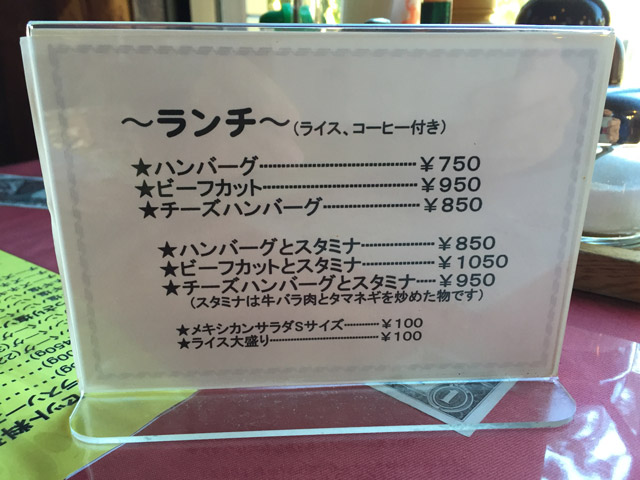 ～ランチ～(ライス、コーヒー付き)
★ハンバーグ………………………￥750
★ビーフカット………………………￥950
★チーズハンバーグ………………￥850
★ハンバーグとスタミナ…………￥850
★ビーフカットとスタミナ…………￥1050
★チーズハンバーグとスタミナ……￥950
(スタミナは牛バラ肉とタマネギを炒めた物です)
★メキシカンサラダSサイズ…………￥100
★ライス大盛り………………………￥100